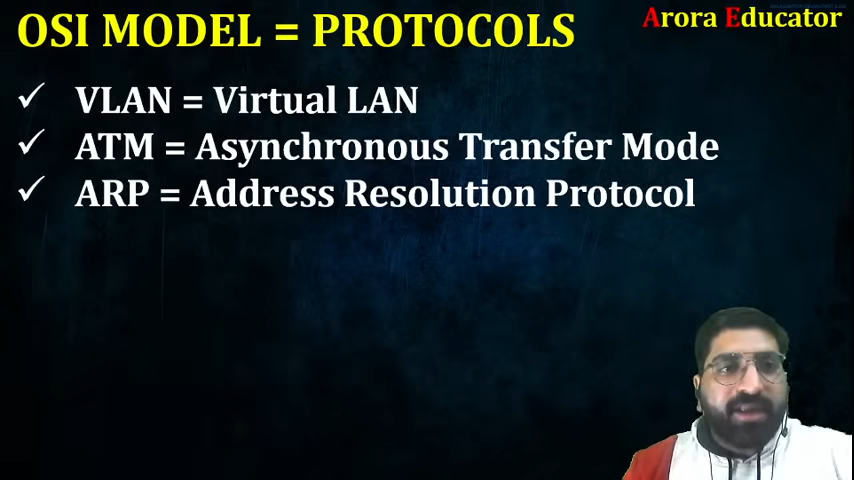 OSI MODEL = PROTOCOLS
Arora Educator
✓ VLAN = Virtual LAN
✓ ATM = Asynchronous Transfer Mode
✓ ARP = Address Resolution Protocol